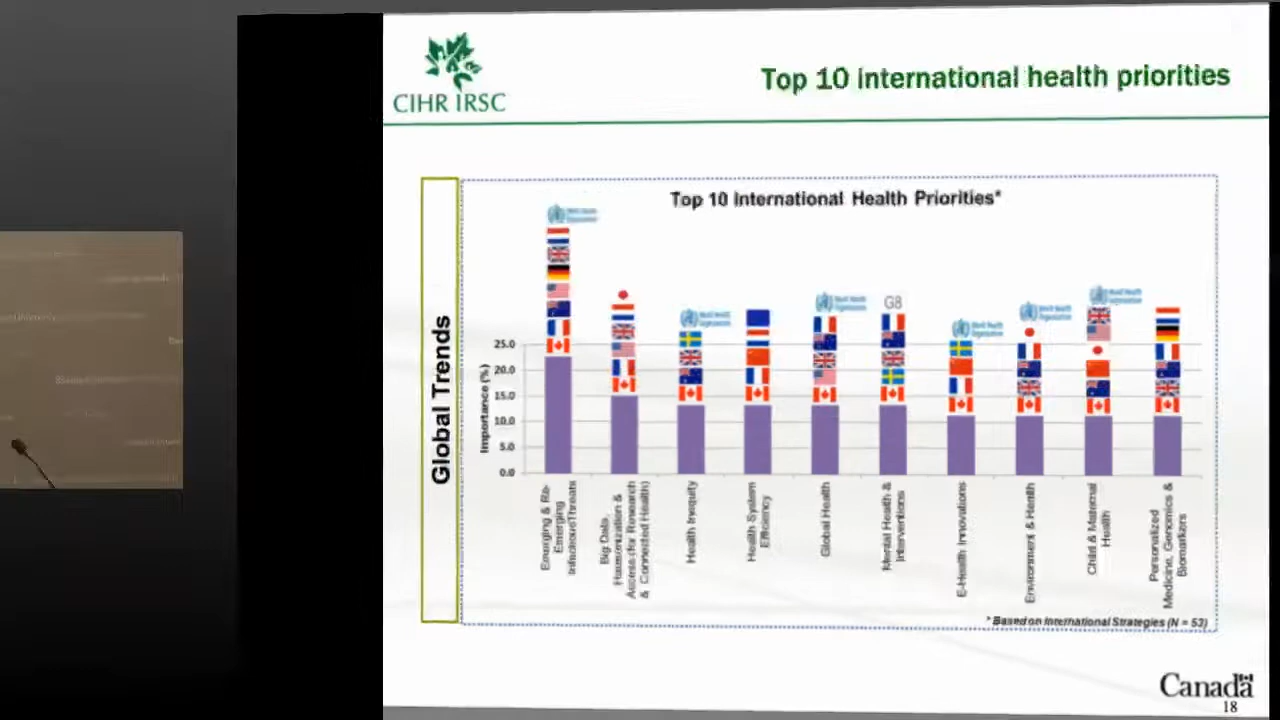 CIHR IRSC
Top 10 international health priorities
Global Trends
Top 10 International Health Priorities*
G8
Importance (%)
25.0
20.0
15.0
10.0
5.0
0.0
Emerging & Re-
Emerging
Infectious Threats
Big Data,
Harmonization &
Access (for Research
& Connected Health)
Health Inequity
Health System
Efficiency
Global Health
Mental Health &
Interventions
E-Health Innovations
Environment & Health
Child & Maternal
Health
Personalized
Medicine, Genomics &
Biomarkers
* Based on International Strategies (N = 53)
Canada
18